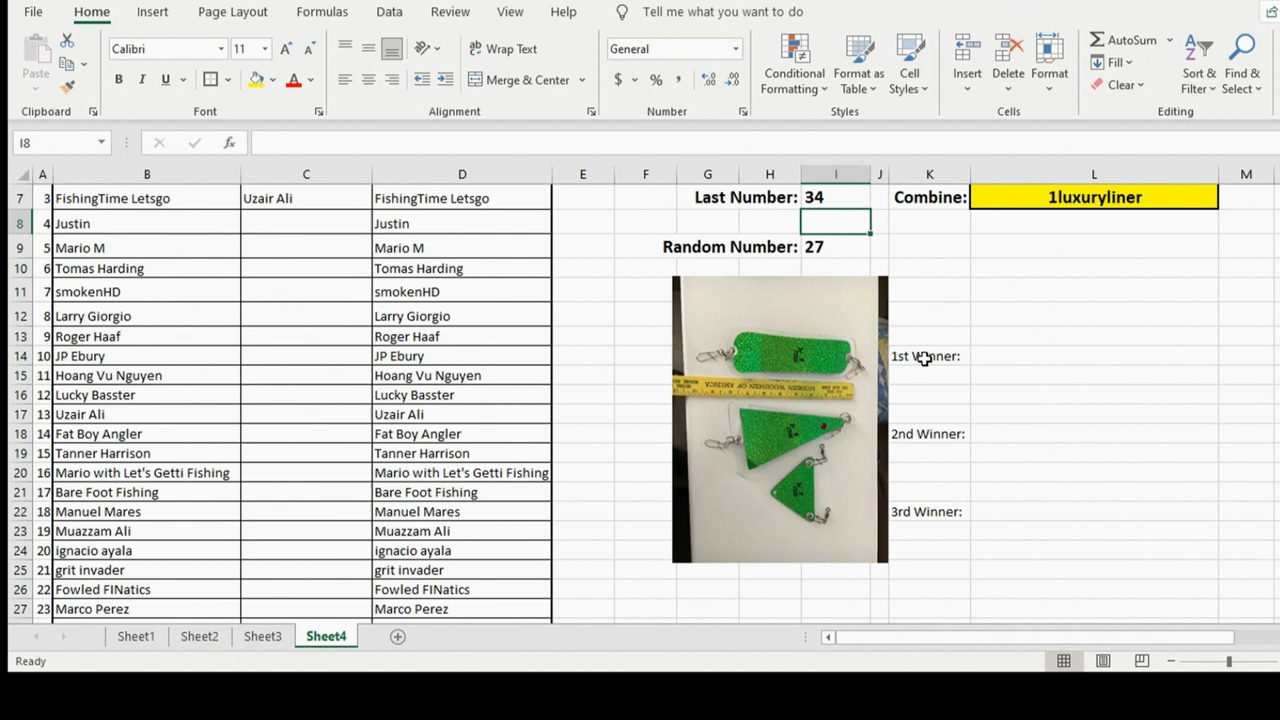 File Home Insert Page Layout Formulas Data Review View Help Tell me what you want to do
Calibri 11 A A Wrap Text General AutoSum
Paste B I U A Merge & Center $ % , Conditional Formatting Format as Table Cell Styles Insert Delete Format Fill Clear Sort & Filter Find & Select
Clipboard Font Alignment Number Styles Cells Editing
I8 fx
A B C D E F G H I J K L M
7 3 FishingTime Letsgo Uzair Ali FishingTime Letsgo Last Number: 34 Combine: 1luxuryliner
8 4 Justin Justin
9 5 Mario M Mario M Random Number: 27
10 6 Tomas Harding Tomas Harding
11 7 smokenHD smokenHD
12 8 Larry Giorgio Larry Giorgio
13 9 Roger Haaf Roger Haaf
14 10 JP Ebury JP Ebury 1st Winner:
15 11 Hoang Vu Nguyen Hoang Vu Nguyen
16 12 Lucky Basster Lucky Basster
MODERN WOODMEN OF AMERICA
17 13 Uzair Ali Uzair Ali
18 14 Fat Boy Angler Fat Boy Angler 2nd Winner:
19 15 Tanner Harrison Tanner Harrison
20 16 Mario with Let's Getti Fishing Mario with Let's Getti Fishing
21 17 Bare Foot Fishing Bare Foot Fishing
22 18 Manuel Mares Manuel Mares 3rd Winner:
23 19 Muazzam Ali Muazzam Ali
24 20 ignacio ayala ignacio ayala
25 21 grit invader grit invader
26 22 Fowled FINatics Fowled FINatics
27 23 Marco Perez Marco Perez
Sheet1 Sheet2 Sheet3 Sheet4
Ready